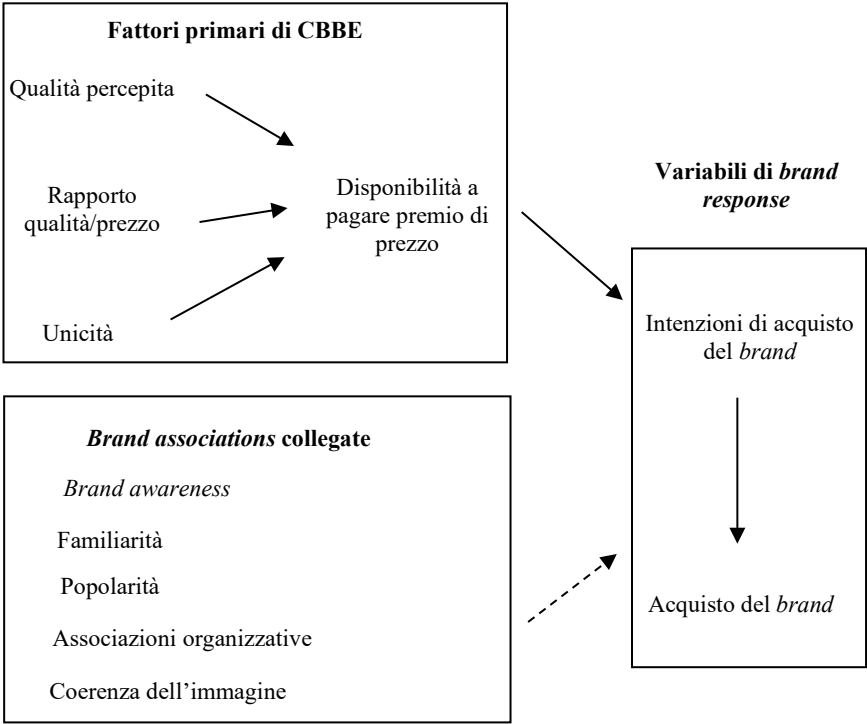 Fattori primari di CBBE
Qualità percepita
Rapporto
qualità/prezzo
Unicità
Disponibilità a
pagare premio di
prezzo
Brand associations collegate
Brand awareness
Familiarità
Popolarità
Associazioni organizzative
Coerenza dell’immagine
Variabili di brand
response
Intenzioni di acquisto
del brand
Acquisto del brand